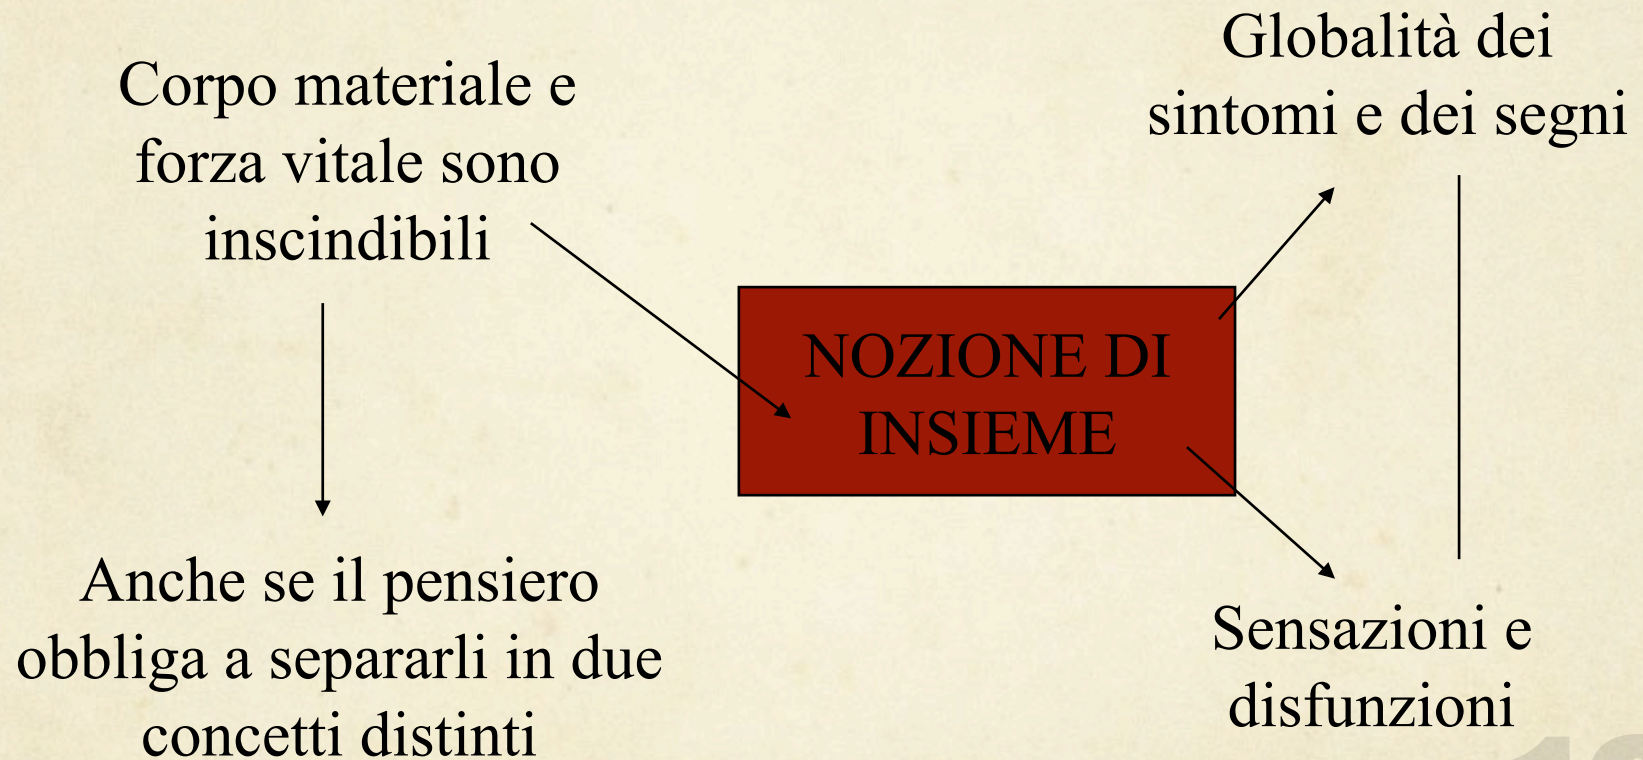 Corpo materiale e
forza vitale sono
inscindibili
Anche se il pensiero
obbliga a separarli in due
concetti distinti
NOZIONE DI
INSIEME
Globalità dei
sintomi e dei segni
Sensazioni e
disfunzioni